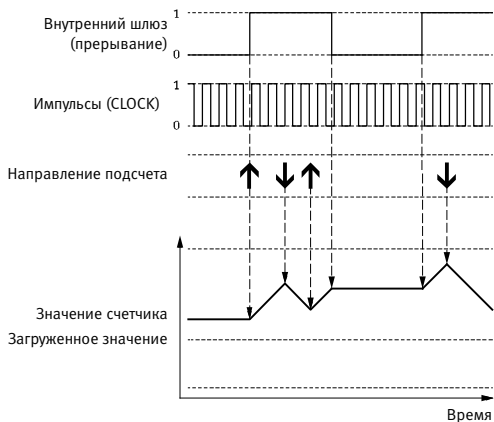 Внутренний шлюз
(прерывание)
1
0
Импульсы (CLOCK)
1
0
Направление подсчета
Значение счетчика
Загруженное значение
Время